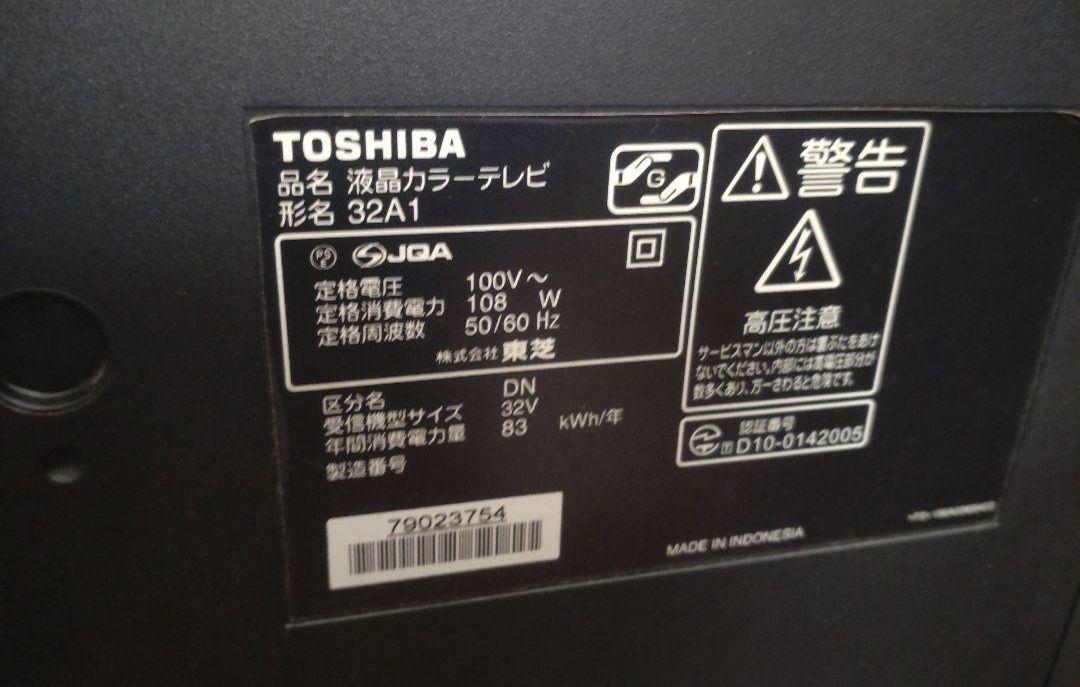 TOSHIBA
品名 液晶カラーテレビ
形名 32A1
G
PS
E
JQA
定格電圧 100V～
定格消費電力 108 W
定格周波数 50/60 Hz
株式会社 東芝
区分名 DN
受信機型サイズ 32V
年間消費電力量 83 kWh/年
製造番号
79023754
警告
高圧注意
サービスマン以外の方は裏ぶたをあけ
ないでください。内部には高電圧部分が
数多くあり、万一さわると危険です。
認証番号
D10-0142005
MADE IN INDONESIA